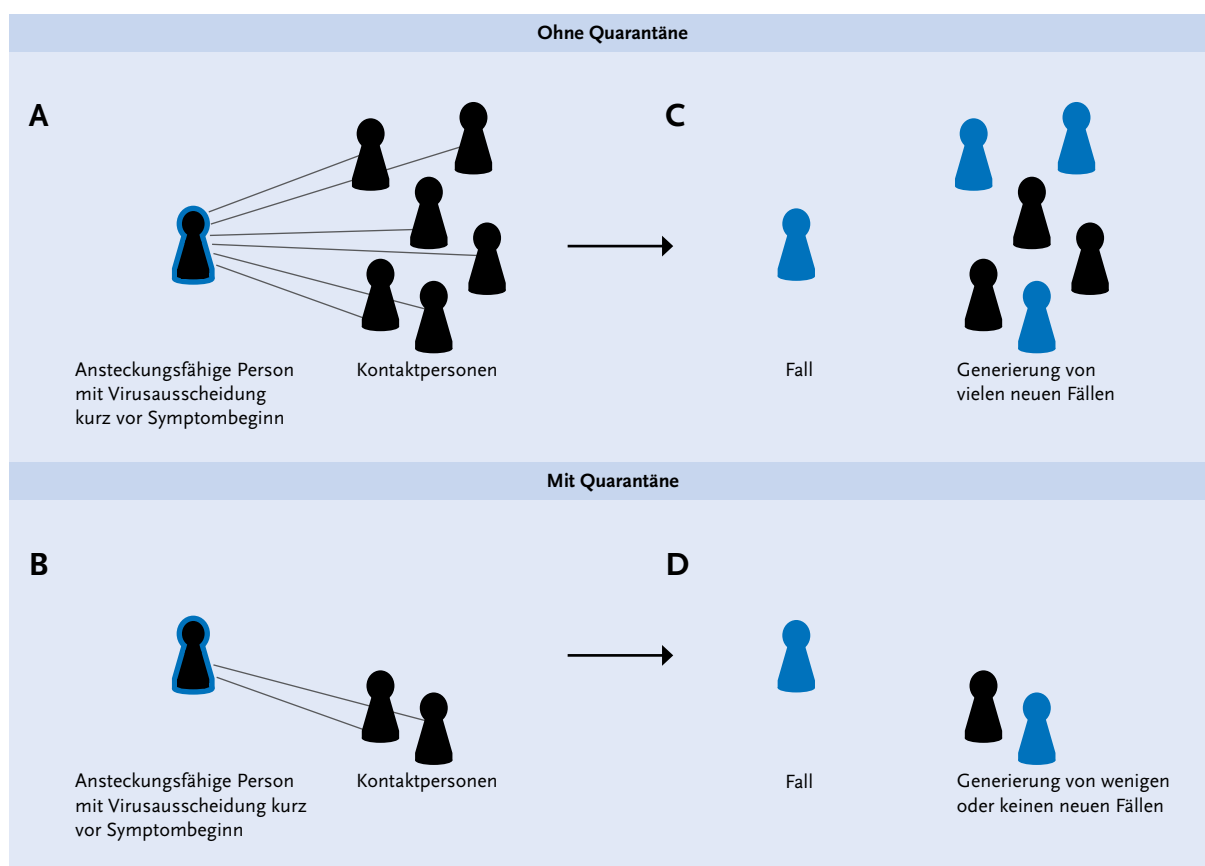 Ohne Quarantäne
A
C
Ansteckungsfähige Person
mit Virusausscheidung
kurz vor Symptombeginn
Kontaktpersonen
Fall
Generierung von
vielen neuen Fällen
Mit Quarantäne
B
D
Ansteckungsfähige Person
mit Virusausscheidung kurz
vor Symptombeginn
Kontaktpersonen
Fall
Generierung von wenigen
oder keinen neuen Fällen